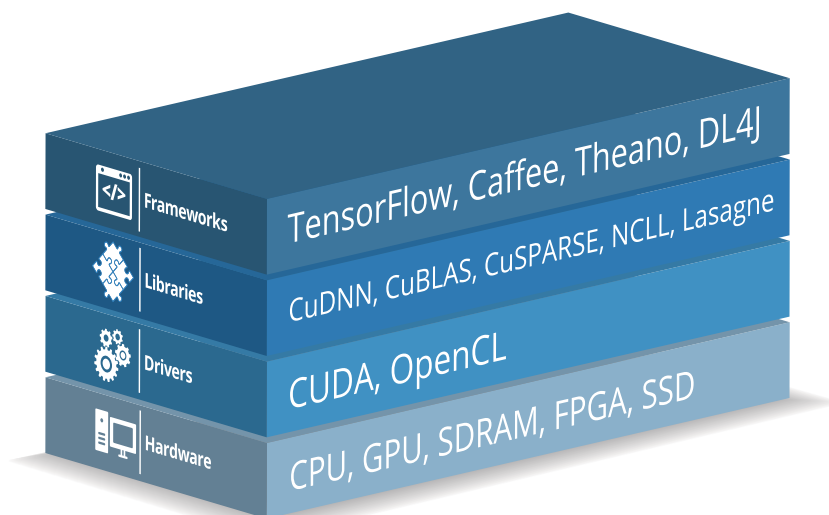 Frameworks
TensorFlow, Caffee, Theano, DL4J
Libraries
CuDNN, CuBLAS, CuSPARSE, NCLL, Lasagne
Drivers
CUDA, OpenCL
Hardware
CPU, GPU, SDRAM, FPGA, SSD